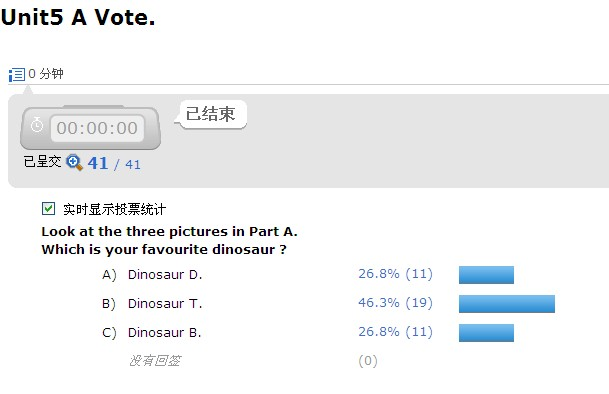 Unit5 A Vote.
0 分钟
已结束
00:00:00
已呈交 41 / 41
实时显示投票统计
Look at the three pictures in Part A.
Which is your favourite dinosaur ?
A) Dinosaur D. 26.8% (11)
B) Dinosaur T. 46.3% (19)
C) Dinosaur B. 26.8% (11)
没有回签 (0)